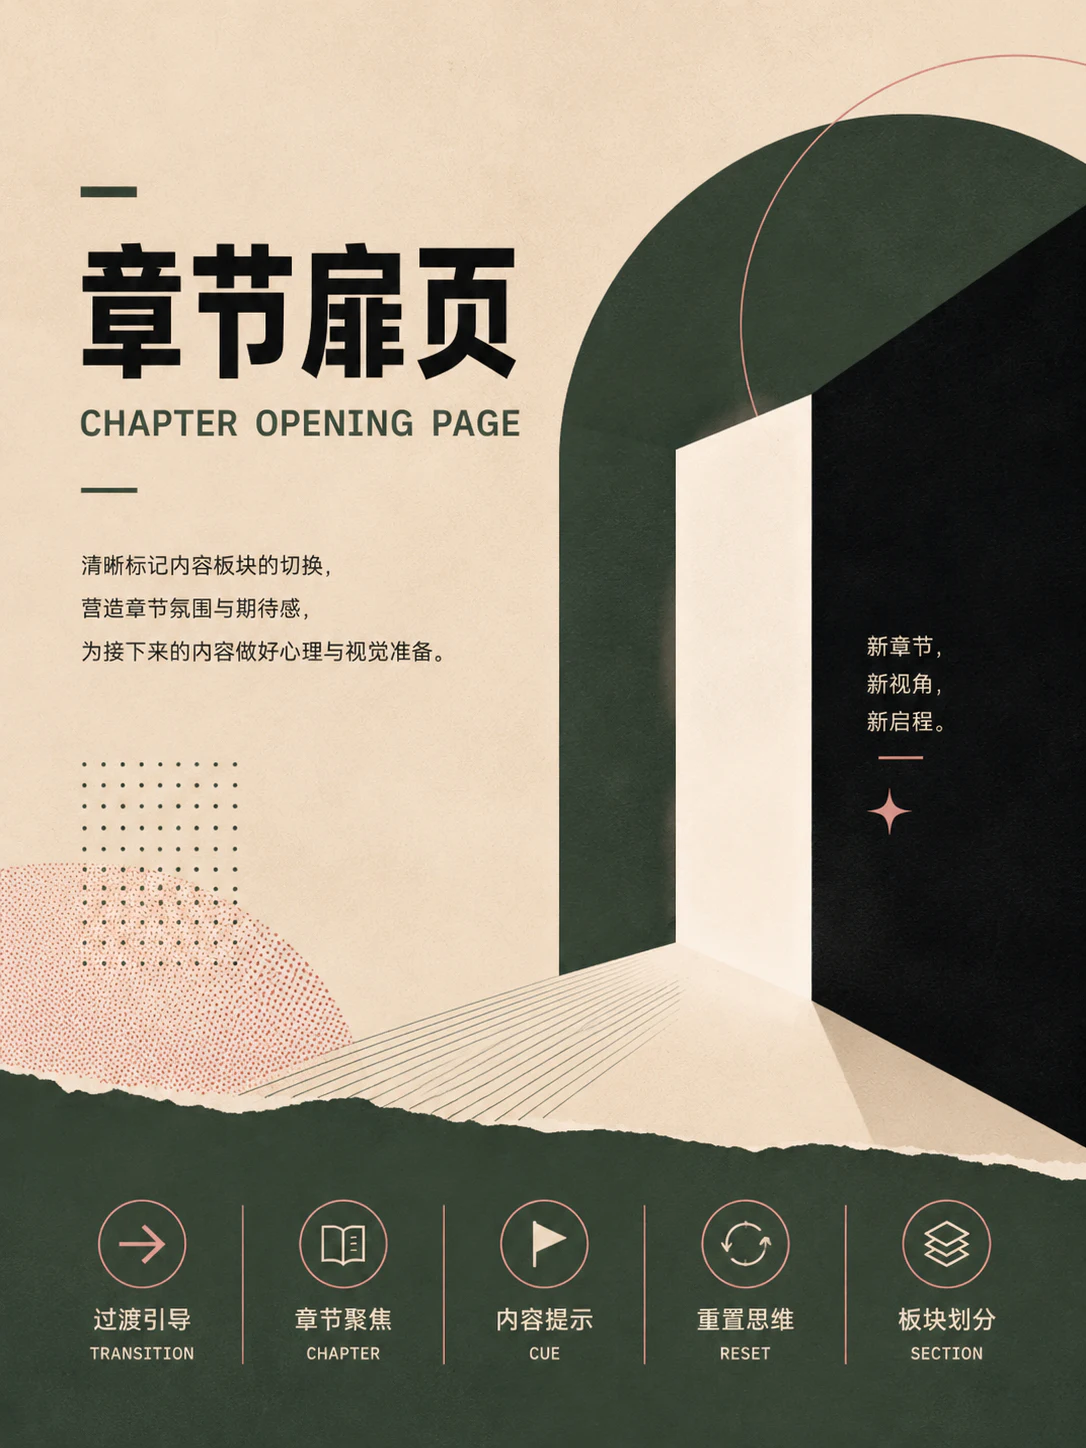 章节扉页
CHAPTER OPENING PAGE
清晰标记内容板块的切换，
营造章节氛围与期待感，
为接下来的内容做好心理与视觉准备。
新章节，
新视角，
新启程。
过渡引导
TRANSITION
章节聚焦
CHAPTER
内容提示
CUE
重置思维
RESET
板块划分
SECTION